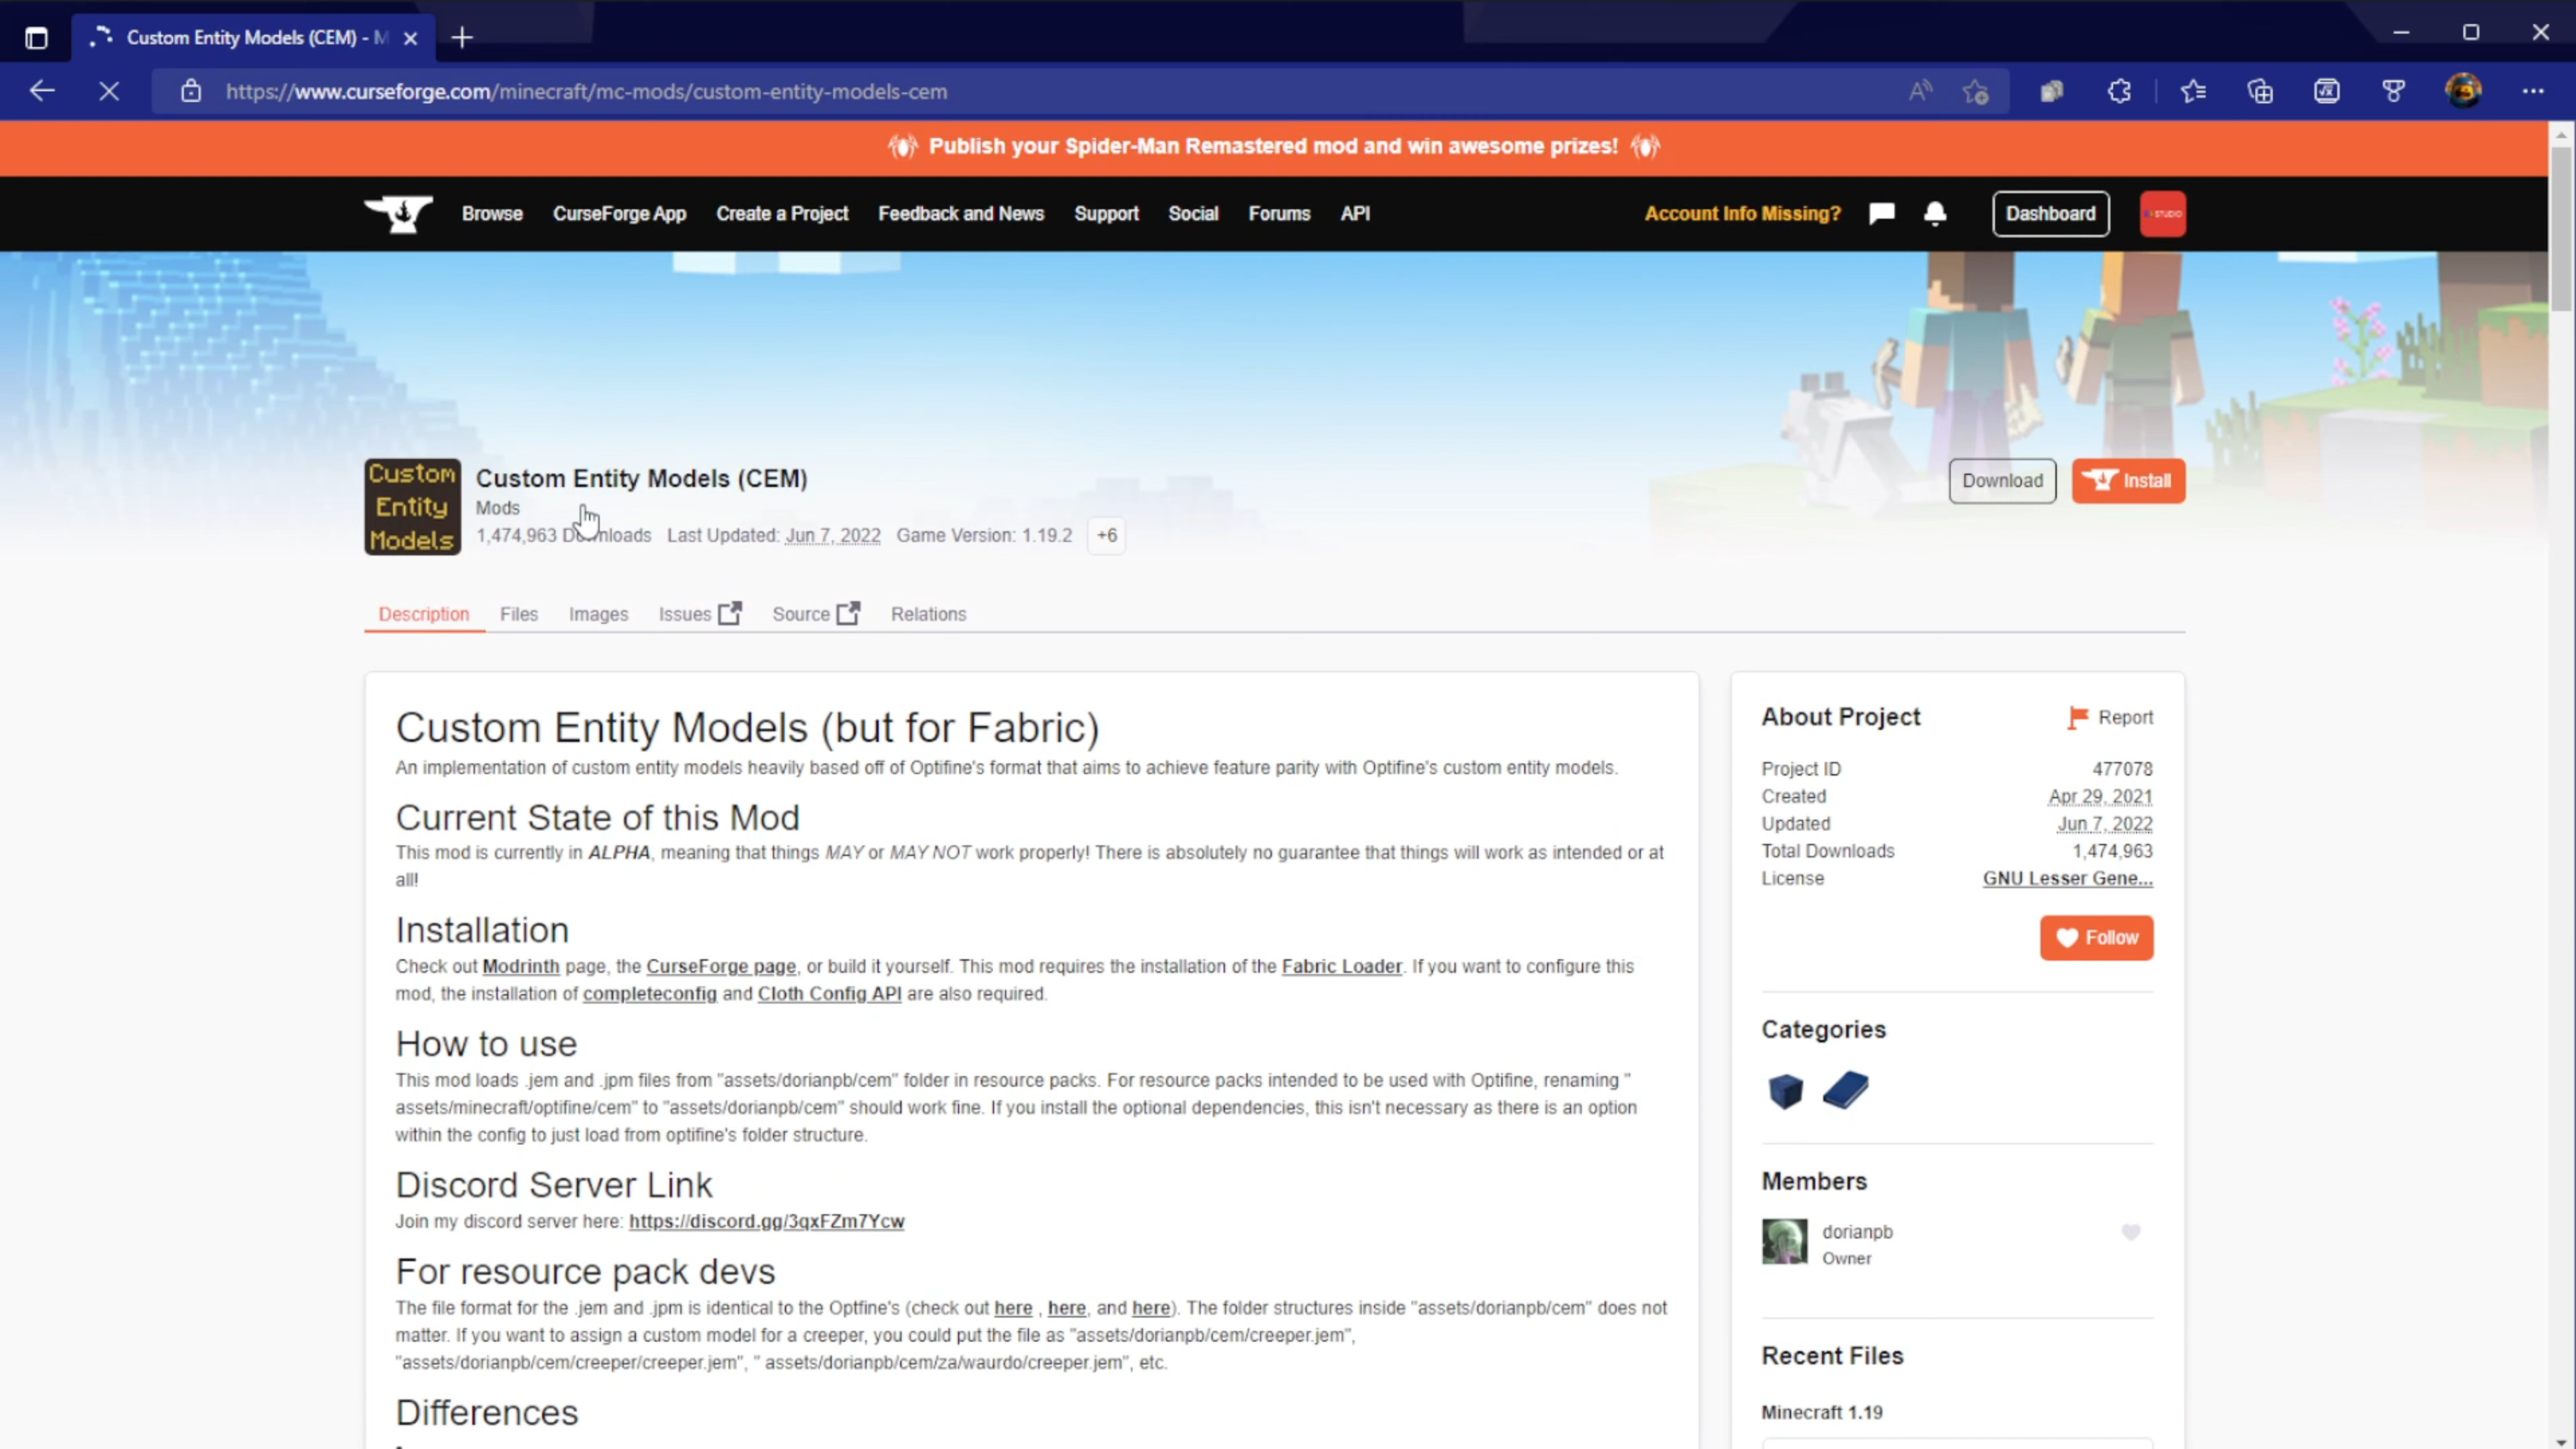 Custom Entity Models (CEM) - M
https://www.curseforge.com/minecraft/mc-mods/custom-entity-models-cem
Publish your Spider-Man Remastered mod and win awesome prizes!
Browse CurseForge App Create a Project Feedback and News Support Social Forums API Account Info Missing? Dashboard STUDIO
Custom
Entity
Models
Custom Entity Models (CEM)
Mods
1,474,963 Downloads Last Updated: Jun 7, 2022 Game Version: 1.19.2 +6
Download Install
Description Files Images Issues Source Relations
Custom Entity Models (but for Fabric)
An implementation of custom entity models heavily based off of Optifine's format that aims to achieve feature parity with Optifine's custom entity models.
Current State of this Mod
This mod is currently in ALPHA, meaning that things MAY or MAY NOT work properly! There is absolutely no guarantee that things will work as intended or at
all!
Installation
Check out Modrinth page, the CurseForge page, or build it yourself. This mod requires the installation of the Fabric Loader. If you want to configure this
mod, the installation of completeconfig and Cloth Config API are also required.
How to use
This mod loads .jem and .jpm files from "assets/dorianpb/cem" folder in resource packs. For resource packs intended to be used with Optifine, renaming "
assets/minecraft/optifine/cem" to "assets/dorianpb/cem" should work fine. If you install the optional dependencies, this isn't necessary as there is an option
within the config to just load from optifine's folder structure.
Discord Server Link
Join my discord server here: https://discord.gg/3qxFZm7Ycw
For resource pack devs
The file format for the .jem and .jpm is identical to the Optfine's (check out here , here, and here). The folder structures inside "assets/dorianpb/cem" does not
matter. If you want to assign a custom model for a creeper, you could put the file as "assets/dorianpb/cem/creeper.jem",
"assets/dorianpb/cem/creeper/creeper.jem", " assets/dorianpb/cem/za/waurdo/creeper.jem", etc.
Differences
About Project Report
Project ID 477078
Created Apr 29, 2021
Updated Jun 7, 2022
Total Downloads 1,474,963
License GNU Lesser Gene...
Follow
Categories
Members
dorianpb
Owner
Recent Files
Minecraft 1.19